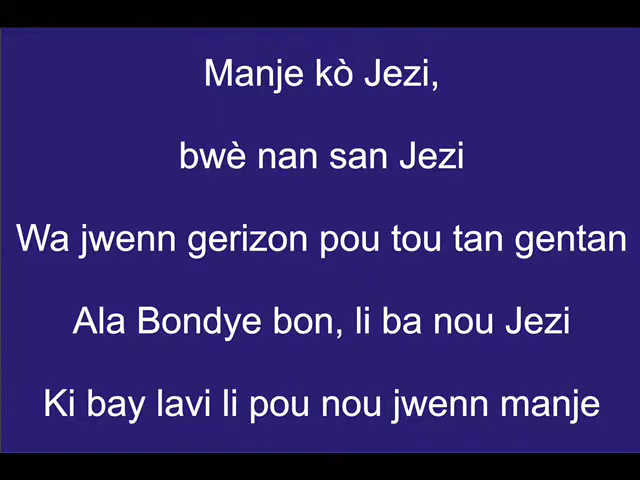 Manje kò Jezi,
bwè nan san Jezi
Wa jwenn gerizon pou tou tan gentan
Ala Bondye bon, li ba nou Jezi
Ki bay lavi li pou nou jwenn manje